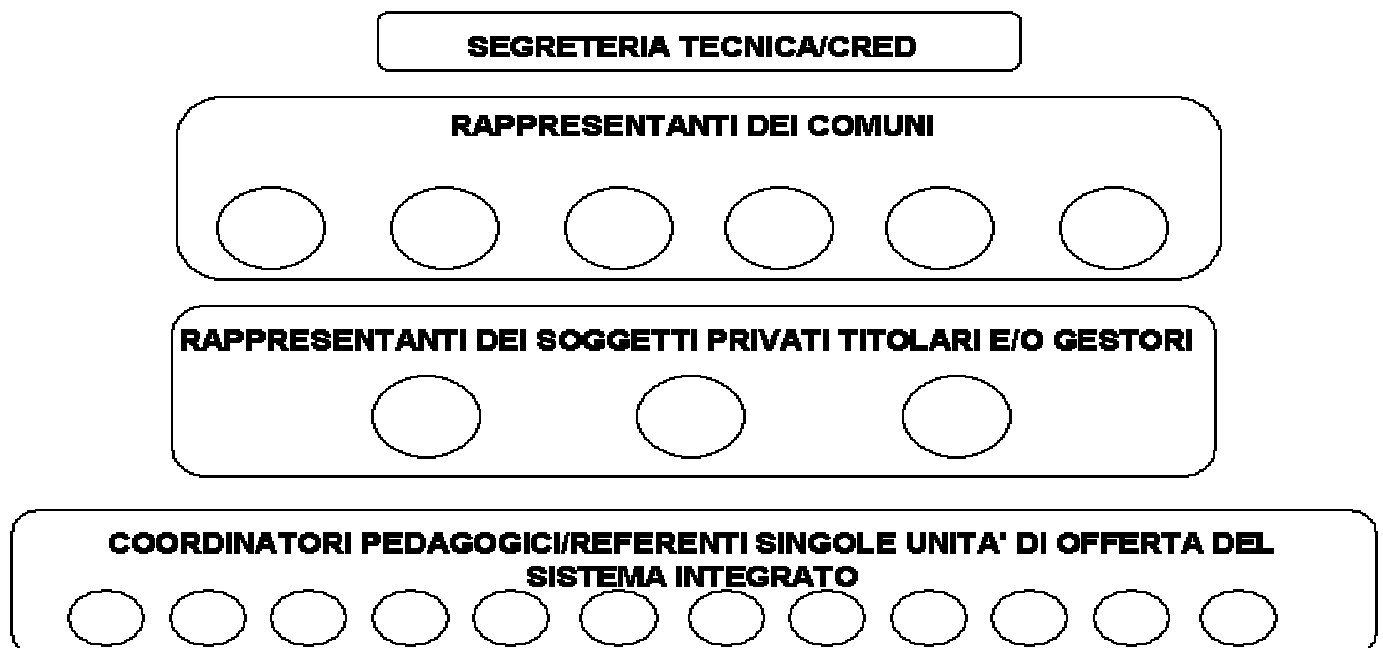 SEGRETERIA TECNICA/CRED
RAPPRESENTANTI DEI COMUNI
RAPPRESENTANTI DEI SOGGETTI PRIVATI TITOLARI E/O GESTORI
COORDINATORI PEDAGOGICI/REFERENTI SINGOLE UNITA' DI OFFERTA DEL
SISTEMA INTEGRATO